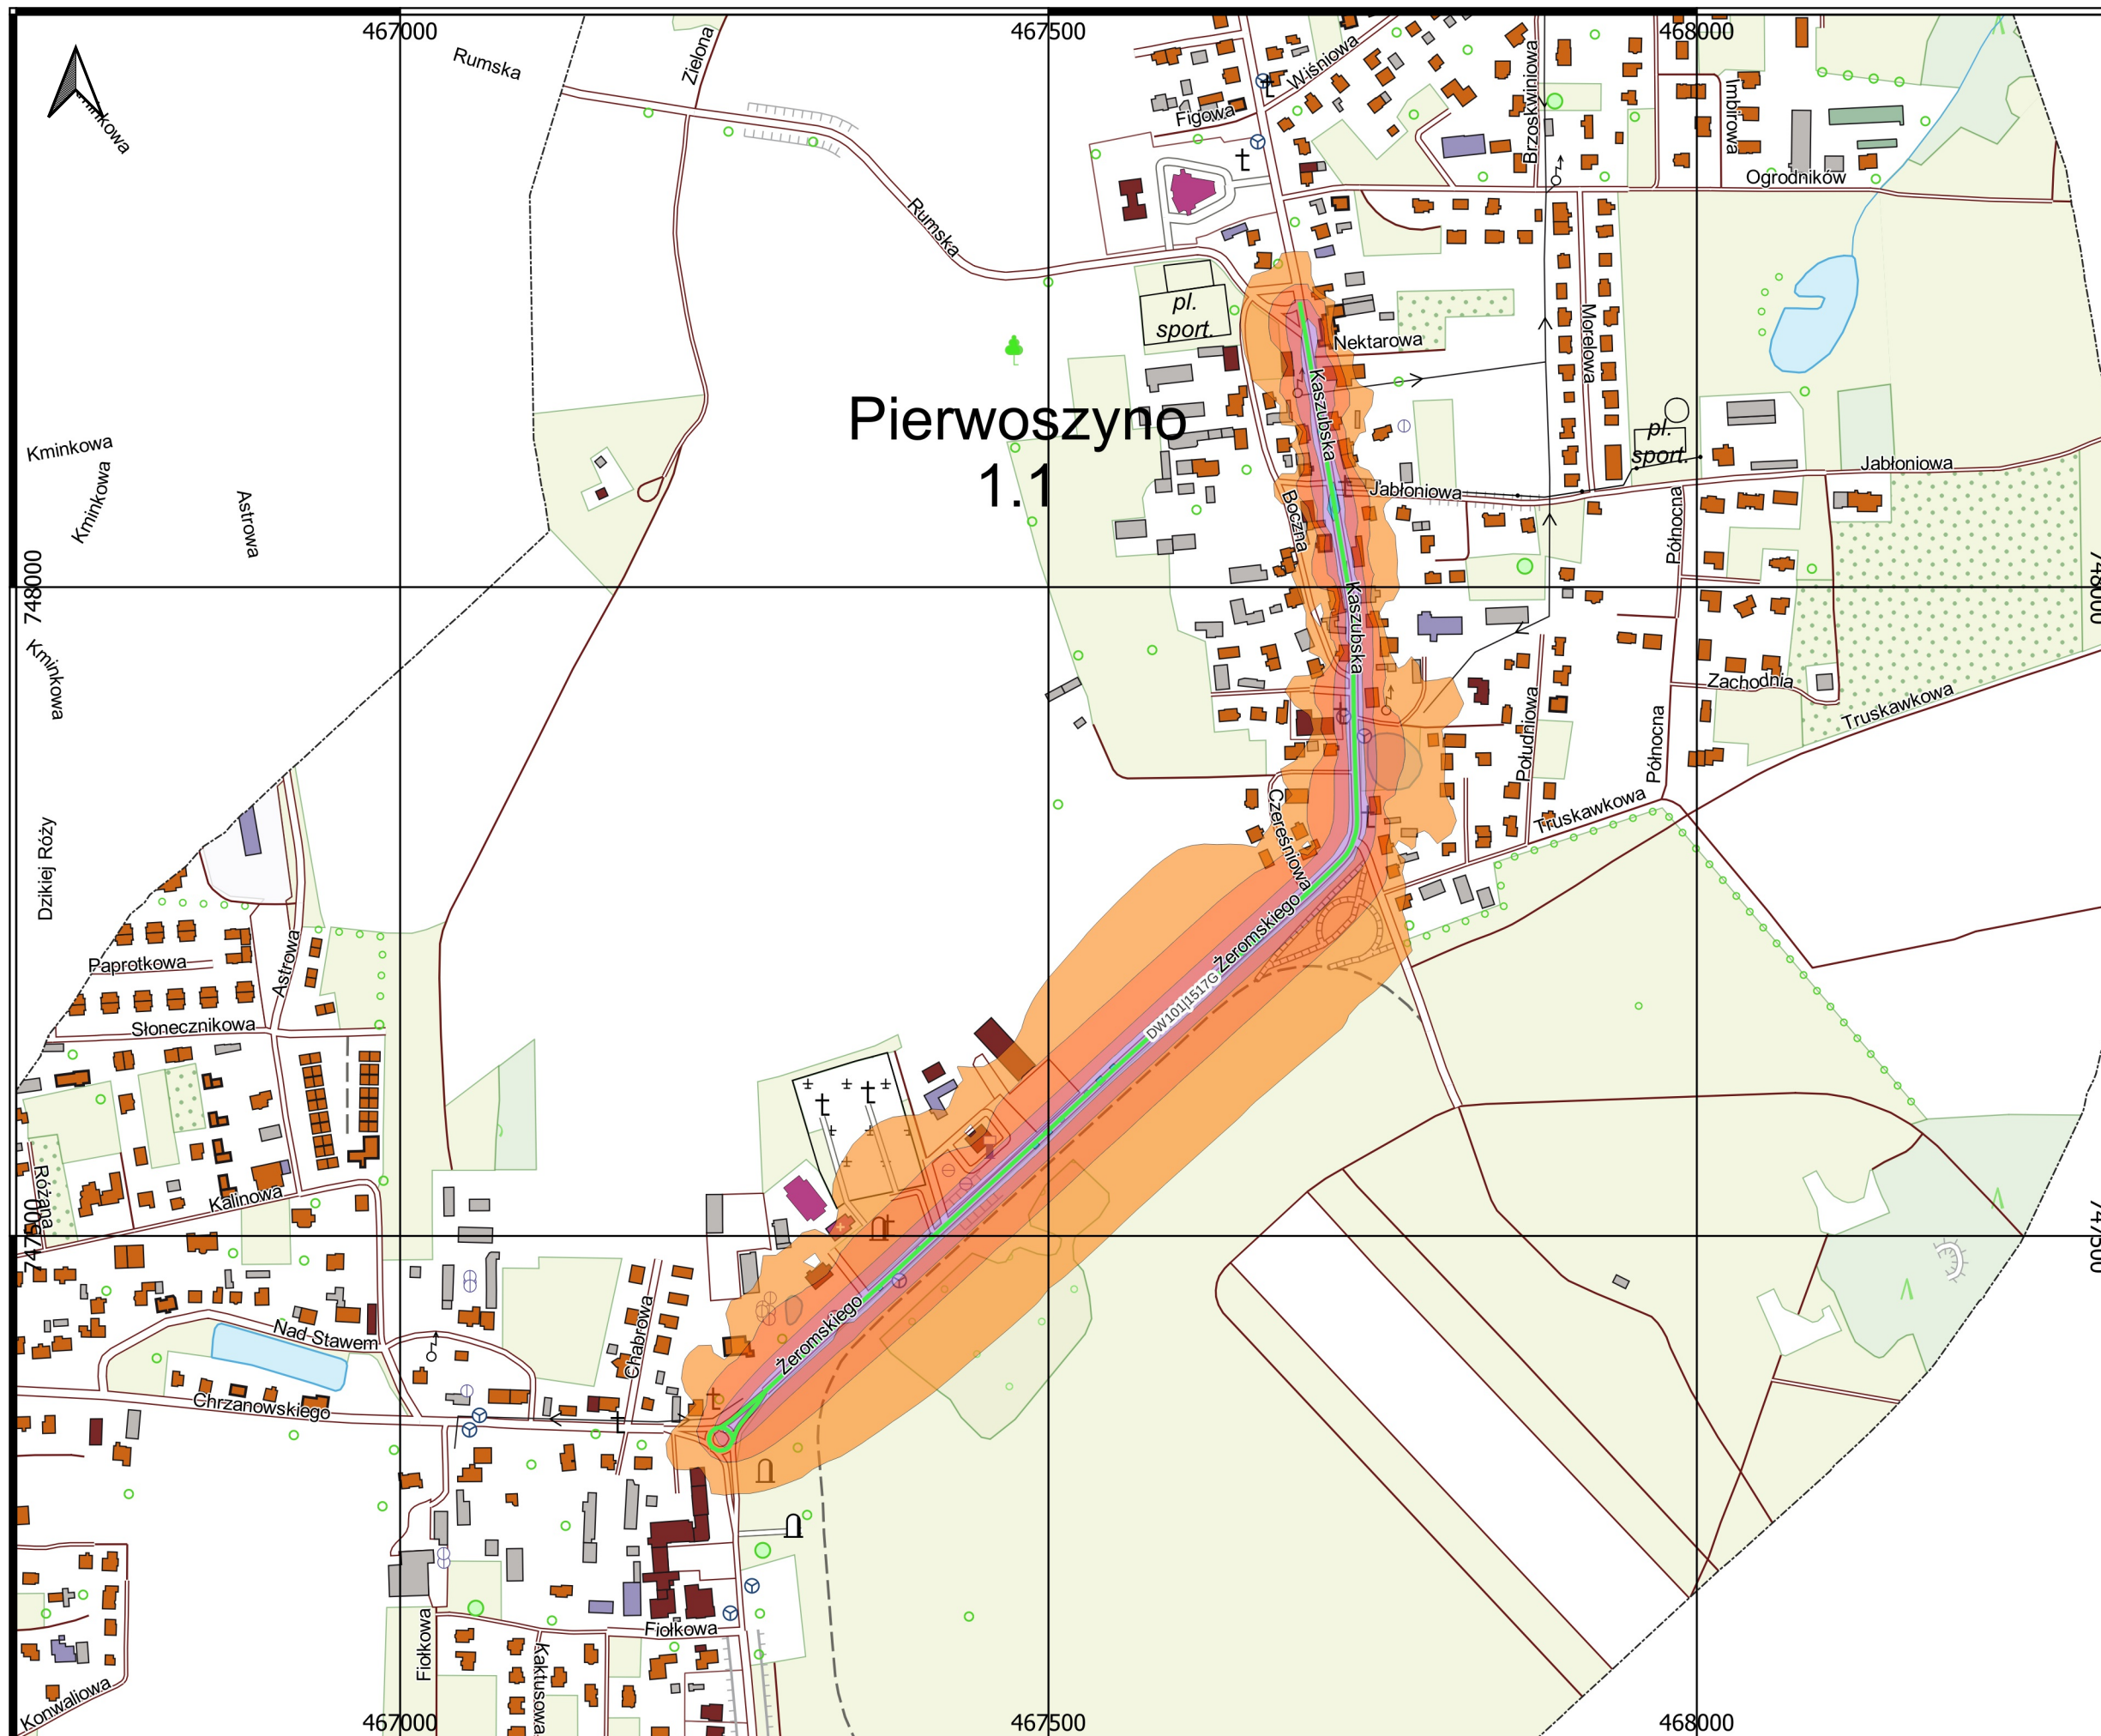 467000
467500
468000
Rumska
Zielona
Wiśniowa
Figowa
Brzoskwiniowa
Imbirowa
Ogrodników
Rumska
pl.
sport.
Nektarowa
Morelowa
Kaszubska
Pierwoszyno
1.1
pl.
sport.
Kminkowa
Kminkowa
Astrowa
Jabłoniowa
Jabłoniowa
Boczna
Północna
748000
748000
Kaszubska
Kminkowa
Zachodnia
Truskawkowa
Południowa
Północna
Czereśniowa
Truskawkowa
Dzikiej Róży
Żeromskiego
DW101|1517G
Paprotkowa
Astrowa
Słonecznikowa
Różana
Kalinowa
747500
747500
Nad Stawem
Chabrowa
Żeromskiego
Chrzanowskiego
Fiołkowa
Fiołkowa
Kaktusowa
Konwaliowa
467000
467500
468000